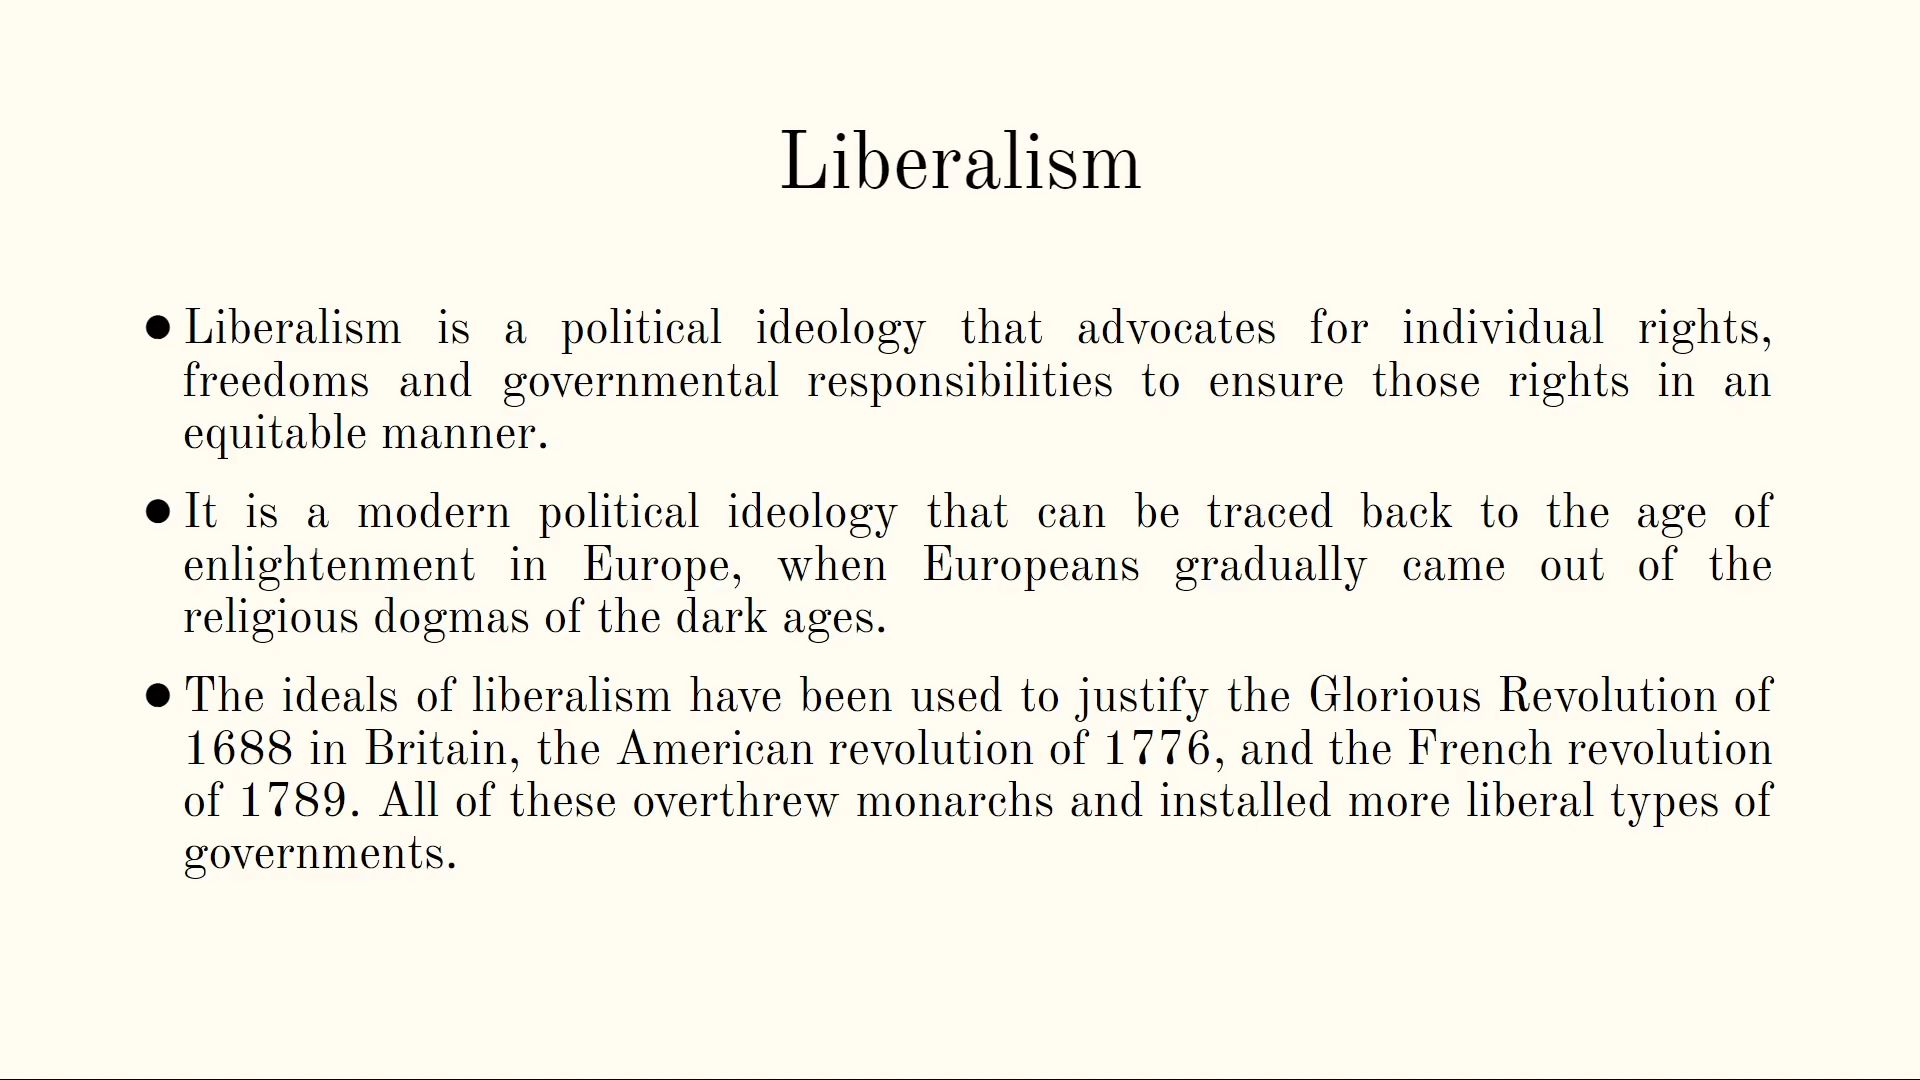 Liberalism
● Liberalism is a political ideology that advocates for individual rights,
freedoms and governmental responsibilities to ensure those rights in an
equitable manner.
● It is a modern political ideology that can be traced back to the age of
enlightenment in Europe, when Europeans gradually came out of the
religious dogmas of the dark ages.
● The ideals of liberalism have been used to justify the Glorious Revolution of
1688 in Britain, the American revolution of 1776, and the French revolution
of 1789. All of these overthrew monarchs and installed more liberal types of
governments.